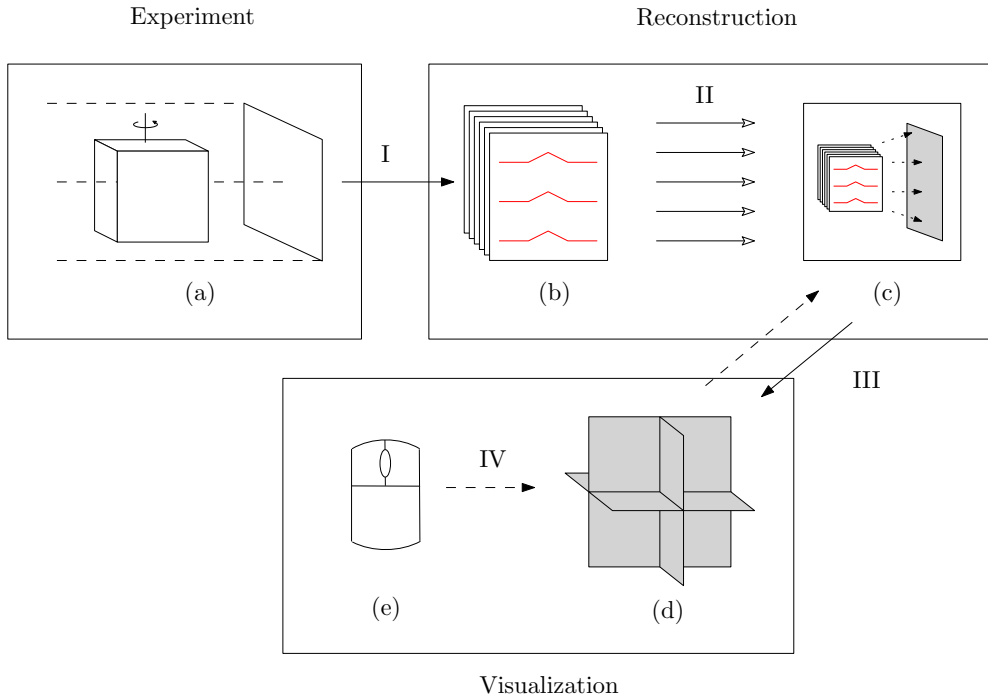 Experiment
Reconstruction
I
II
(a)
(b)
(c)
III
IV
(e)
(d)
Visualization